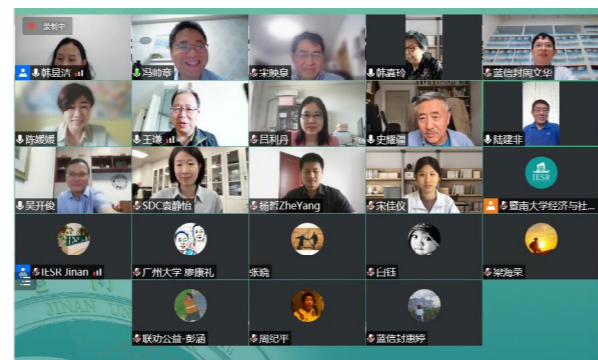 录制中
韩昱洁
冯帅章
宋映泉
韩嘉玲
蓝信封周文华
陈媛媛
王谦
吕利丹
史耀疆
陆建非
吴开俊
SDC袁静怡
杨哲ZheYang
宋佳仪
IESR
暨南大学经济与社...
IESR Jinan
广州大学 廖康礼
张皖
白钰
梁海荣
JINAN UN
联劝公益-彭涵
周纪平
蓝信封惠婷